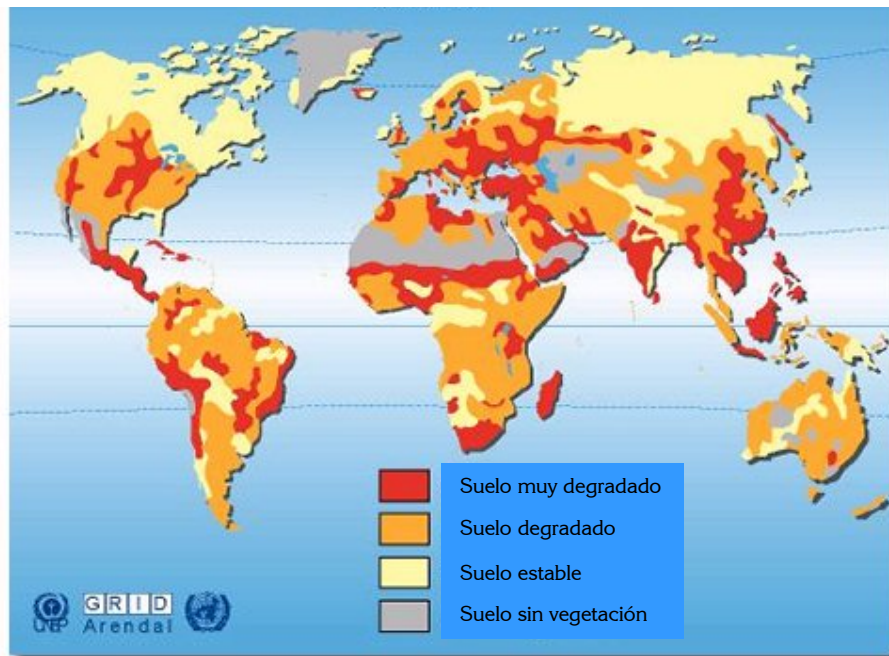 Suelo muy degradado
Suelo degradado
Suelo estable
Suelo sin vegetación
UNEP
GRID
Arendal